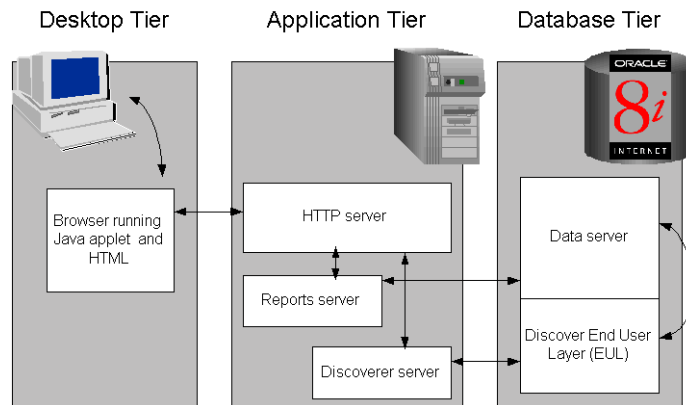 Desktop Tier
Application Tier
Database Tier
ORACLE
8i
INTERNET
Browser running
Java applet and
HTML
HTTP server
Reports server
Discoverer server
Data server
Discover End User
Layer (EUL)